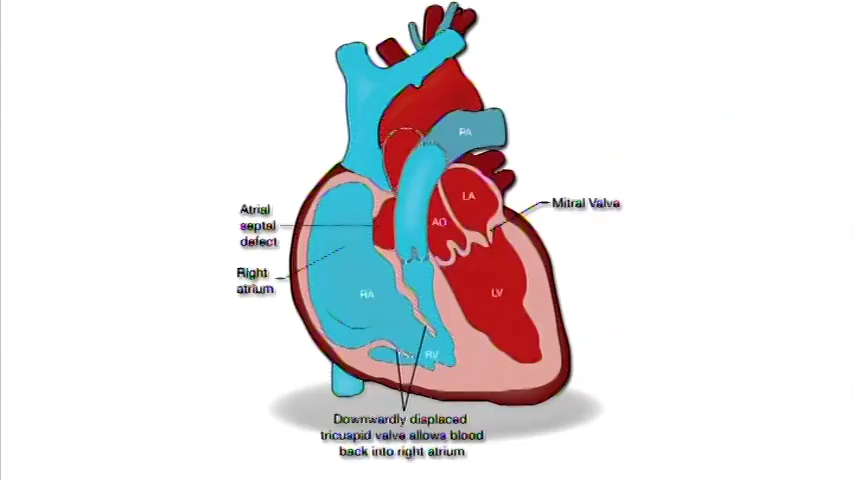 PA
LA
Atrial
septal
defect
Mitral Valve
AO
Right
atrium
RA
LV
RV
Downwardly displaced
tricuapid valve allows blood
back into right atrium